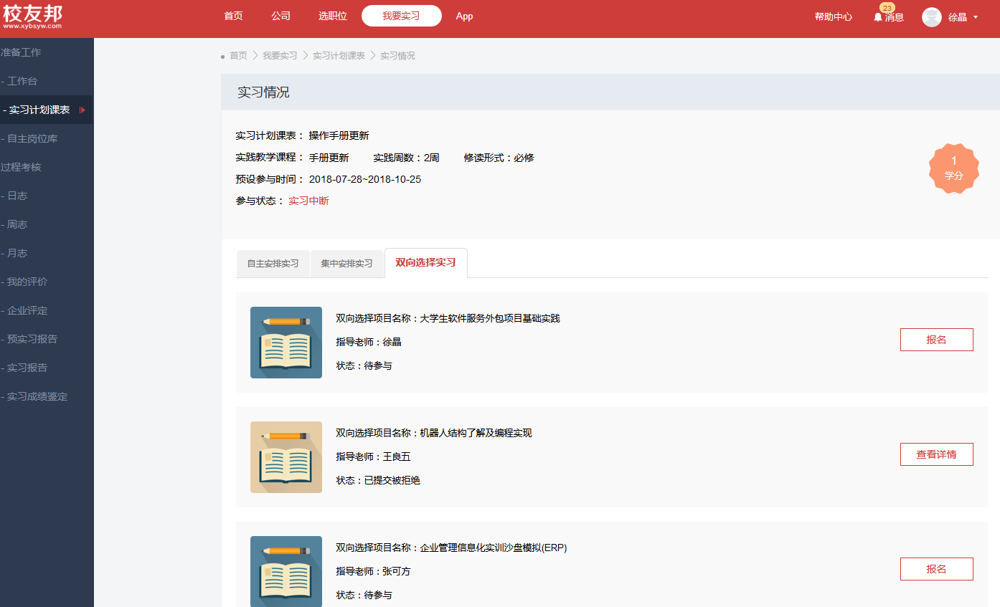 校友邦
www.xybsyw.com
首页
公司
选职位
我要实习
App
帮助中心
23
消息
徐晶
准备工作
- 工作台
- 实习计划课表
- 自主岗位库
过程考核
- 日志
- 周志
- 月志
- 我的评价
- 企业评定
- 预实习报告
- 实习报告
- 实习成绩鉴定
首页 > 我要实习 > 实习计划课表 > 实习情况
实习情况
实习计划课表： 操作手册更新
实践教学课程： 手册更新 实践周数：2周 修读形式：必修
预设参与时间： 2018-07-28~2018-10-25
参与状态： 实习中断
1
学分
自主安排实习
集中安排实习
双向选择实习
双向选择项目名称：大学生软件服务外包项目基础实践
指导老师：徐晶
状态：待参与
报名
双向选择项目名称：机器人结构了解及编程实现
指导老师：王良五
状态：已提交被拒绝
查看详情
双向选择项目名称：企业管理信息化实训沙盘模拟(ERP)
指导老师：张可方
状态：待参与
报名